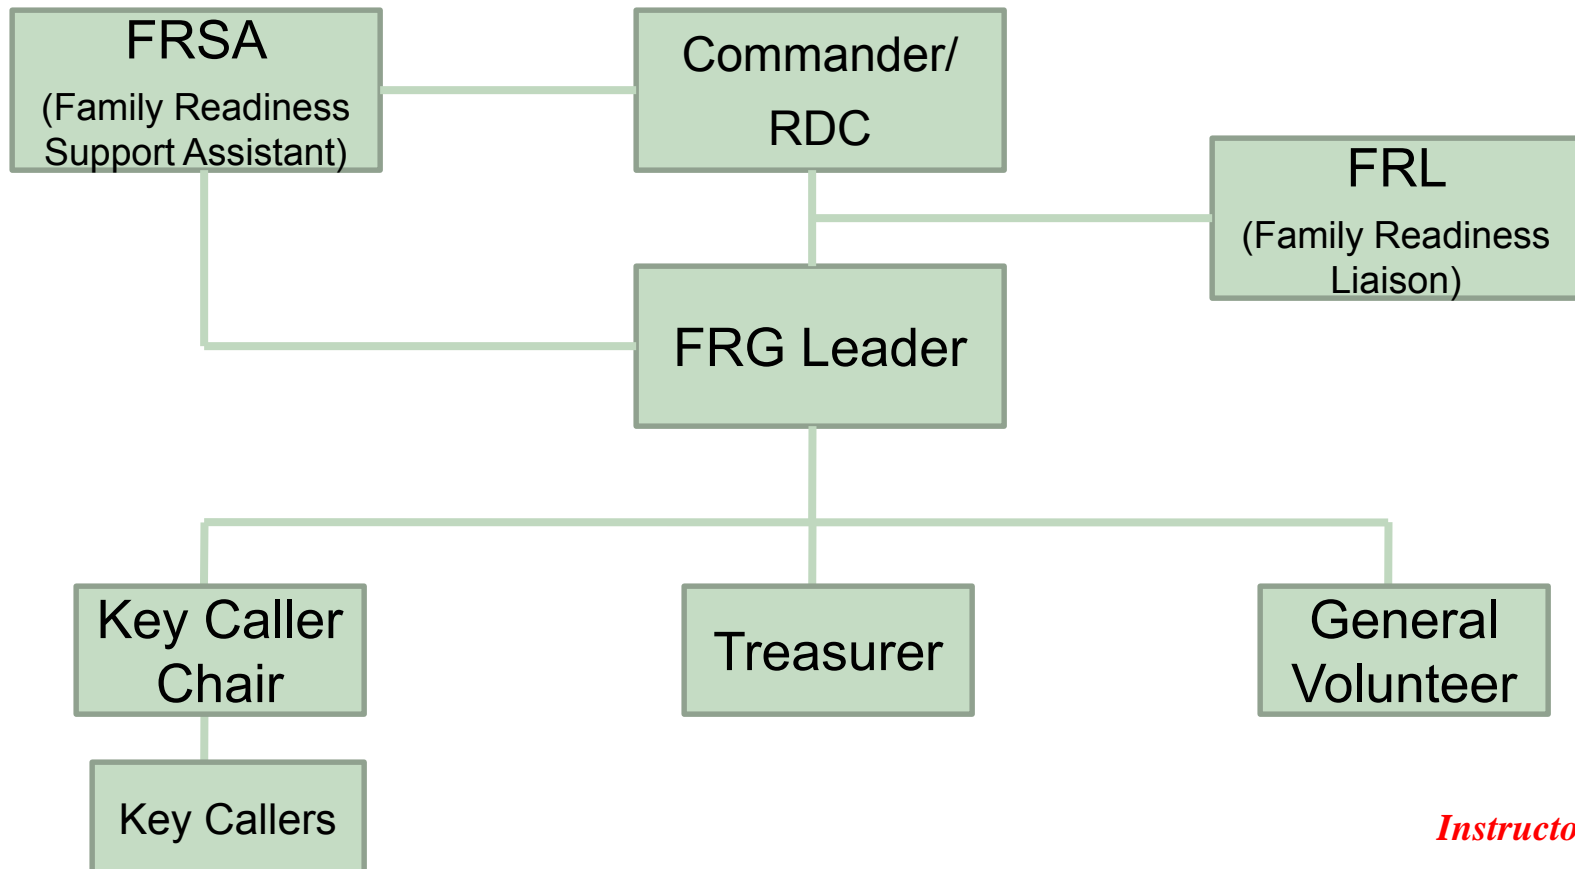 FRSA
(Family Readiness
Support Assistant)
Commander/
RDC
FRL
(Family Readiness
Liaison)
FRG Leader
Key Caller
Chair
Treasurer
General
Volunteer
Key Callers
Instructo